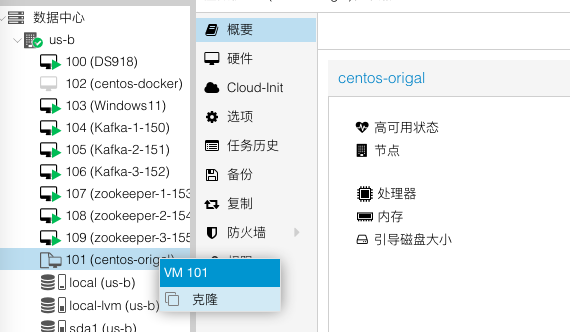 数据中心
us-b
100 (DS918)
102 (centos-docker)
103 (Windows11)
104 (Kafka-1-150)
105 (Kafka-2-151)
106 (Kafka-3-152)
107 (zookeeper-1-153
108 (zookeeper-2-154
109 (zookeeper-3-155
101 (centos-origal)
local (us-b)
local-lvm (us-b)
sda1 (us-b)
概要
硬件
Cloud-Init
选项
任务历史
备份
复制
防火墙
VM 101
克隆
centos-origal
高可用状态
节点
处理器
内存
引导磁盘大小